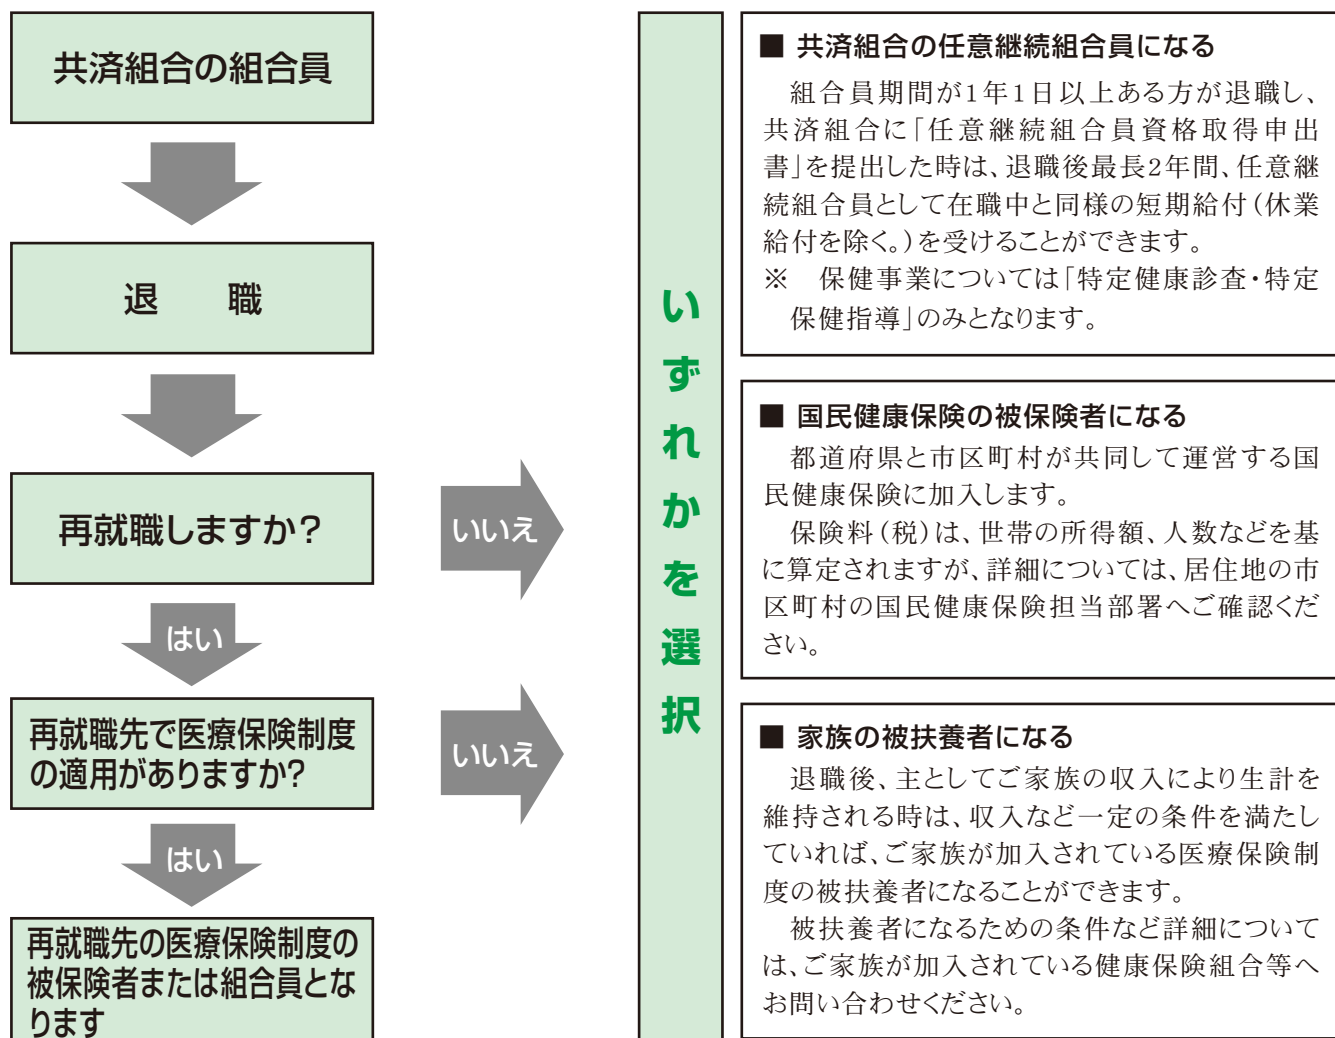 共済組合の組合員
退　職
再就職しますか？
いいえ
はい
再就職先で医療保険制度
の適用がありますか？
いいえ
はい
再就職先の医療保険制度の
被保険者または組合員とな
ります
いずれかを選択
■ 共済組合の任意継続組合員になる
組合員期間が1年1日以上ある方が退職し、
共済組合に「任意継続組合員資格取得申出
書」を提出した時は、退職後最長2年間、任意継
続組合員として在職中と同様の短期給付（休業
給付を除く。）を受けることができます。
※　保健事業については「特定健康診査・特定
保健指導」のみとなります。
■ 国民健康保険の被保険者になる
都道府県と市区町村が共同して運営する国
民健康保険に加入します。
保険料（税）は、世帯の所得額、人数などを基
に算定されますが、詳細については、居住地の市
区町村の国民健康保険担当部署へご確認くだ
さい。
■ 家族の被扶養者になる
退職後、主としてご家族の収入により生計を
維持される時は、収入など一定の条件を満たし
ていれば、ご家族が加入されている医療保険制
度の被扶養者になることができます。
被扶養者になるための条件など詳細について
は、ご家族が加入されている健康保険組合等へ
お問い合わせください。